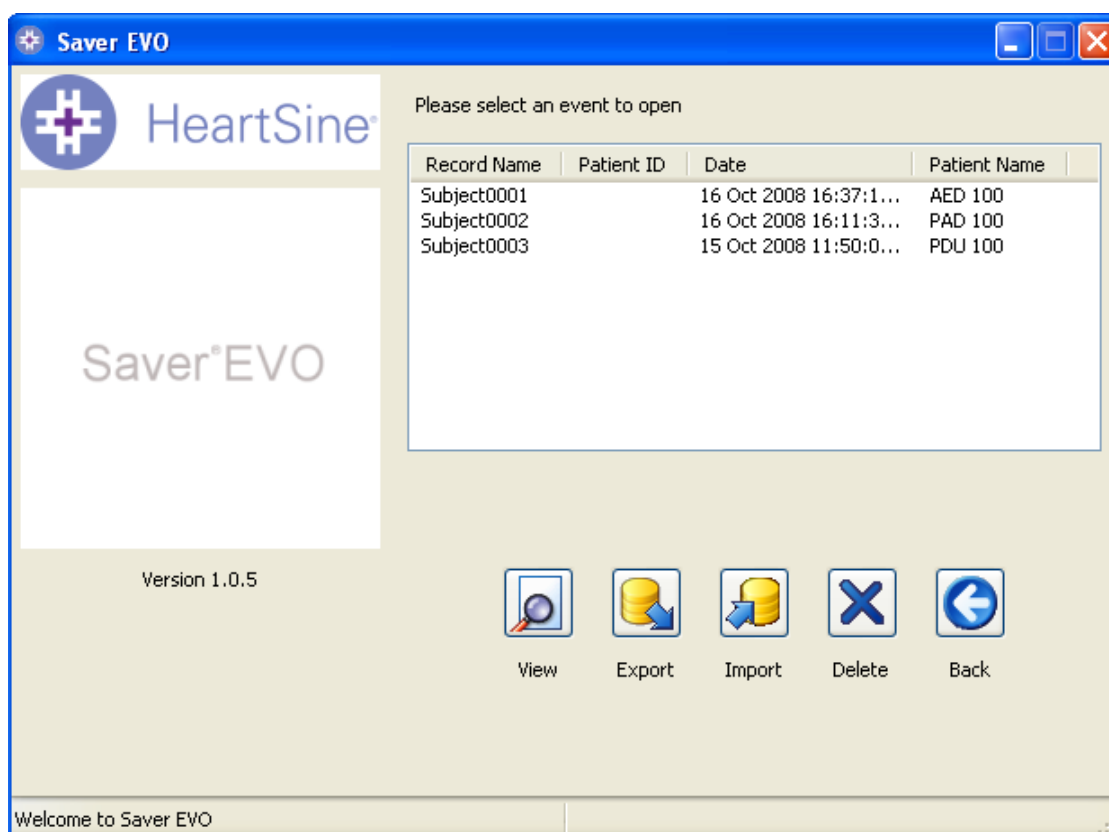 Saver EVO
HeartSine®
Please select an event to open
Record Name Patient ID Date Patient Name
Subject0001 16 Oct 2008 16:37:1... AED 100
Subject0002 16 Oct 2008 16:11:3... PAD 100
Subject0003 15 Oct 2008 11:50:0... PDU 100
Saver®EVO
Version 1.0.5
View Export Import Delete Back
Welcome to Saver EVO